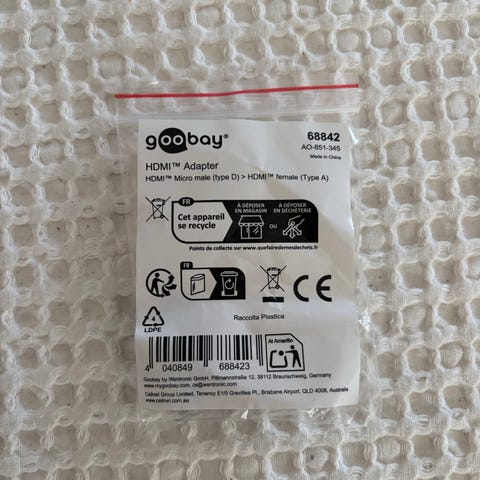 goobay®
68842
AO-851-345
Made in China
HDMI™ Adapter
HDMI™ Micro male (type D) > HDMI™ female (Type A)
FR
Cet appareil
se recycle
À DÉPOSER
EN MAGASIN
OU
À DÉPOSER
EN DÉCHÈTERIE
Points de collecte sur www.quefairedemesdechets.fr
FR
CE
4
LDPE
Raccolta Plastica
Al Amarillo
4 040849 688423
Goobay by Wentronic GmbH, Pillmannstraße 12, 38112 Braunschweig, Germany
www.mygoobay.com, cs@wentronic.com
Cellnet Group Limited, Tenancy E1/5 Grevillea Pl., Brisbane Airport, QLD 4008, Australia
www.cellnet.com.au